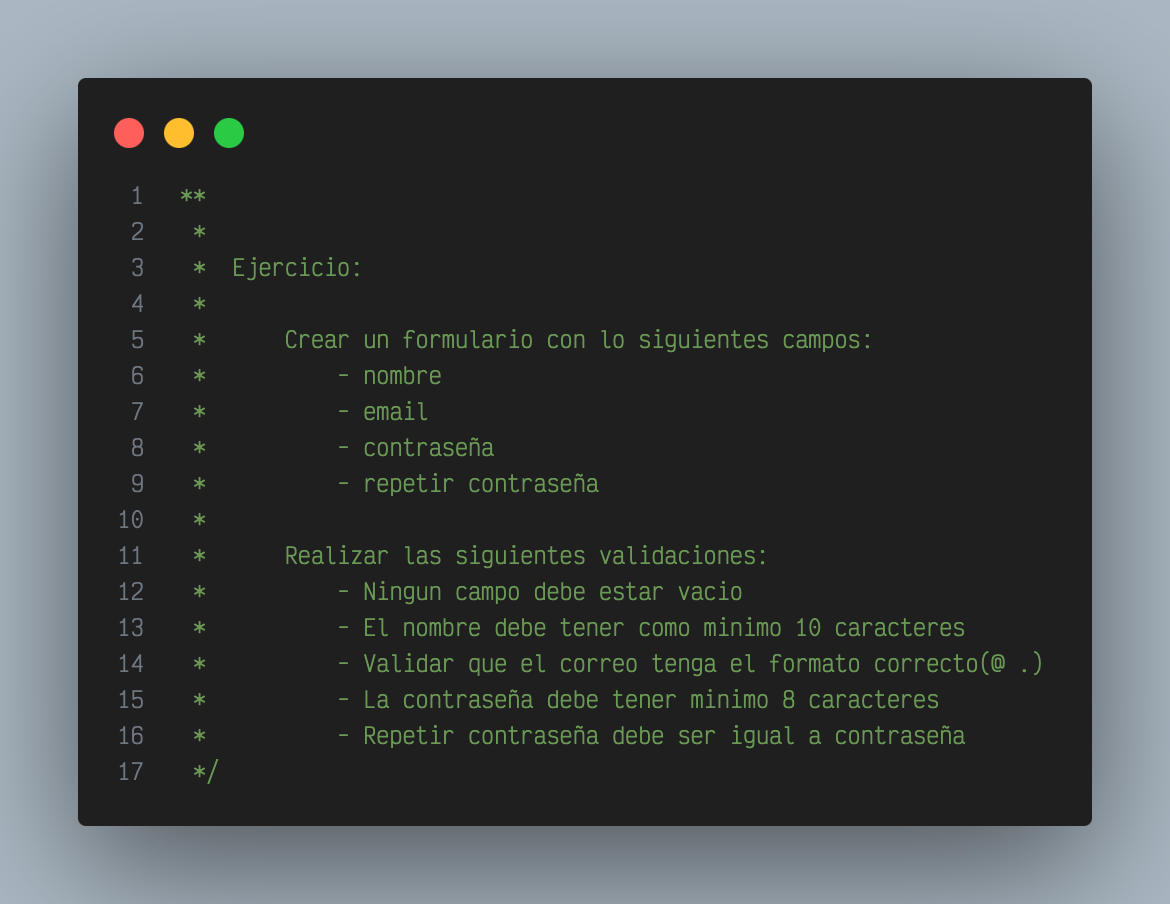 1 **
2 *
3 * Ejercicio:
4 *
5 * Crear un formulario con lo siguientes campos:
6 * - nombre
7 * - email
8 * - contraseña
9 * - repetir contraseña
10 *
11 * Realizar las siguientes validaciones:
12 * - Ningun campo debe estar vacio
13 * - El nombre debe tener como minimo 10 caracteres
14 * - Validar que el correo tenga el formato correcto(@ .)
15 * - La contraseña debe tener minimo 8 caracteres
16 * - Repetir contraseña debe ser igual a contraseña
17 */